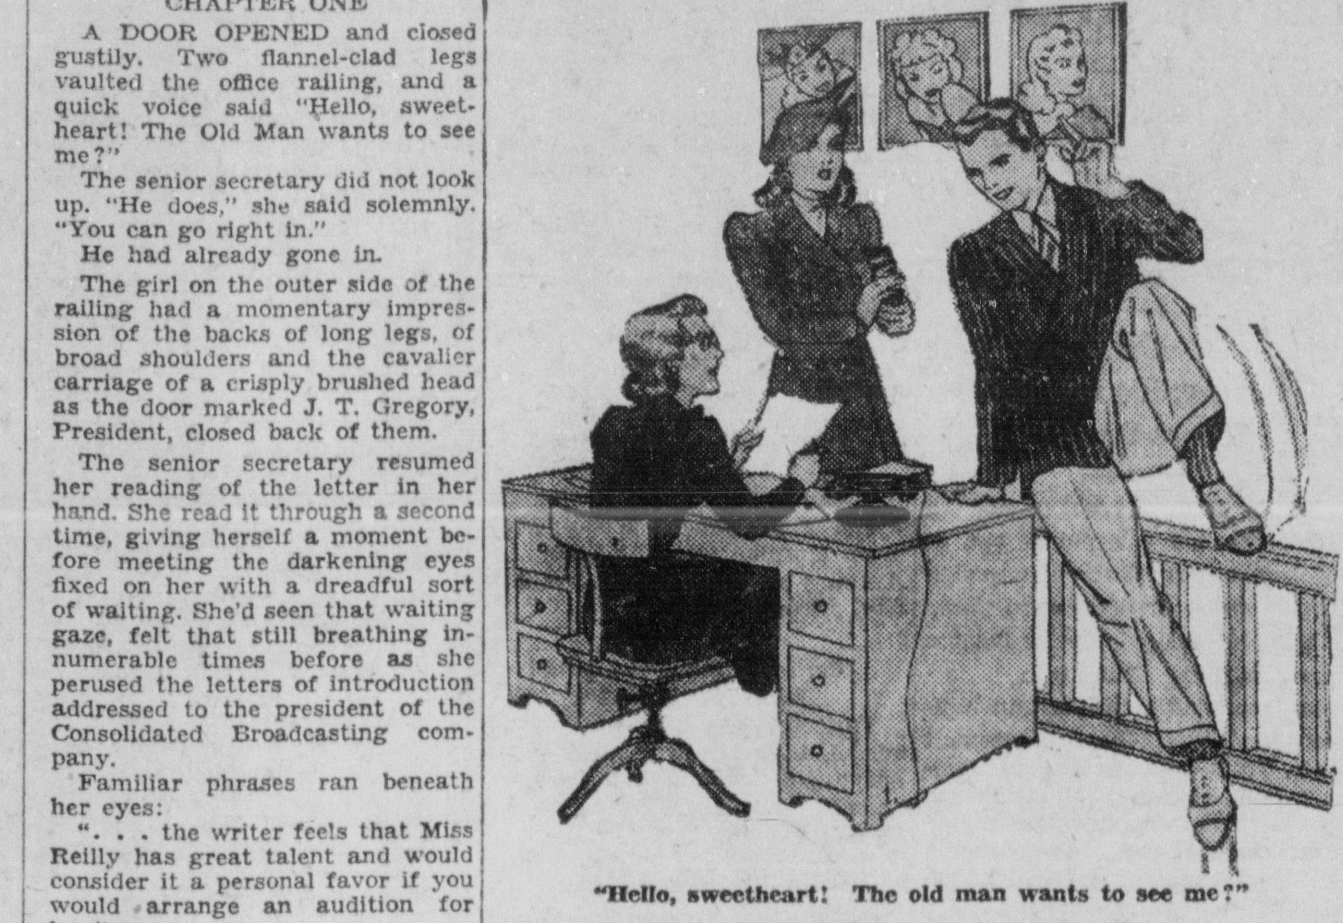 CHAPTER ONE
A DOOR OPENED and closed
gustily. Two flannel-clad legs
vaulted the office railing, and a
quick voice said "Hello, sweet-
heart! The Old Man wants to see
me?"
The senior secretary did not look
up. "He does," she said solemnly.
"You can go right in."
He had already gone in.
The girl on the outer side of the
railing had a momentary impres-
sion of the backs of long legs, of
broad shoulders and the cavalier
carriage of a crisply brushed head
as the door marked J. T. Gregory,
President, closed back of them.
The senior secretary resumed
her reading of the letter in her
hand. She read it through a second
time, giving herself a moment be-
fore meeting the darkening eyes
fixed on her with a dreadful sort
of waiting. She'd seen that waiting
gaze, felt that still breathing in-
numerable times before as she
perused the letters of introduction
addressed to the president of the
Consolidated Broadcasting com-
pany.
Familiar phrases ran beneath
her eyes:
". . . the writer feels that Miss
Reilly has great talent and would
consider it a personal favor if you
would arrange an audition for
"Hello, sweetheart! The old man wants to see me?"